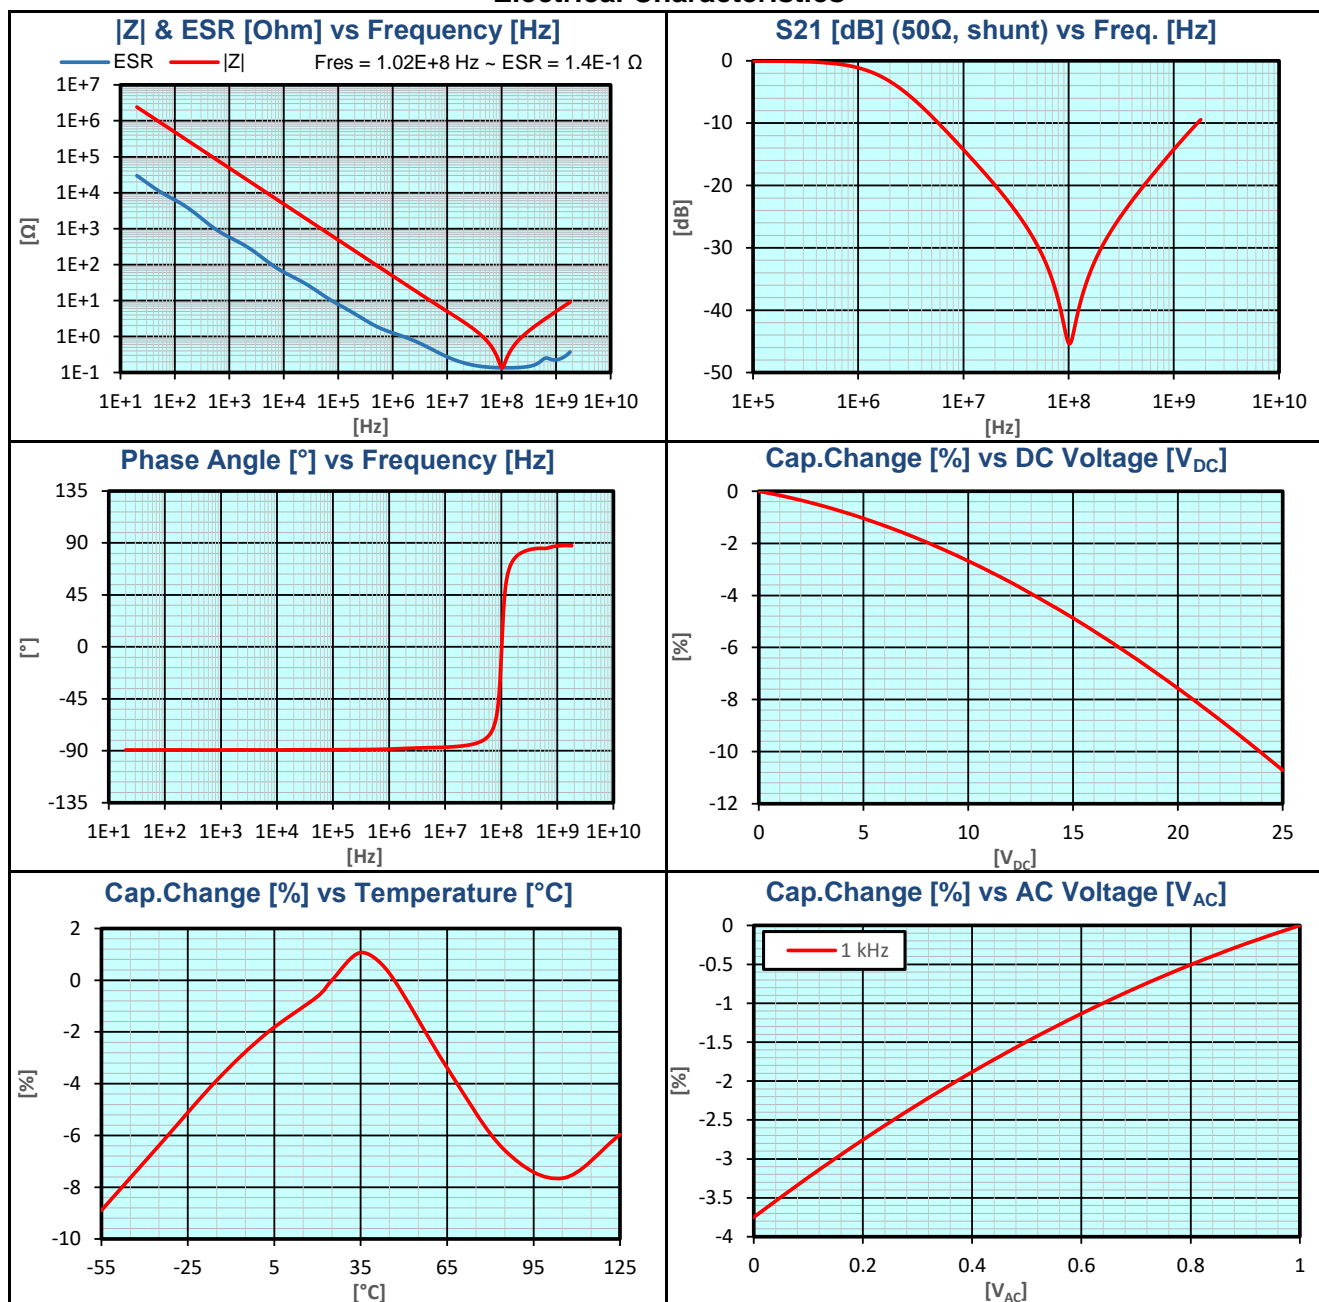 |Z| & ESR [Ohm] vs Frequency [Hz]
ESR |Z| Fres = 1.02E+8 Hz ~ ESR = 1.4E-1 Ω
1E+7
1E+6
1E+5
1E+4
1E+3
1E+2
1E+1
1E+0
1E-1
[Ω]
1E+1 1E+2 1E+3 1E+4 1E+5 1E+6 1E+7 1E+8 1E+9 1E+10
[Hz]
S21 [dB] (50Ω, shunt) vs Freq. [Hz]
0
-10
-20
-30
-40
-50
[dB]
1E+5 1E+6 1E+7 1E+8 1E+9 1E+10
[Hz]
Phase Angle [°] vs Frequency [Hz]
135
90
45
0
-45
-90
-135
[°]
1E+1 1E+2 1E+3 1E+4 1E+5 1E+6 1E+7 1E+8 1E+9 1E+10
[Hz]
Cap.Change [%] vs DC Voltage [VDC]
0
-2
-4
-6
-8
-10
-12
[%]
0 5 10 15 20 25
[VDC]
Cap.Change [%] vs Temperature [°C]
2
0
-2
-4
-6
-8
-10
[%]
-55 -25 5 35 65 95 125
[°C]
Cap.Change [%] vs AC Voltage [VAC]
1 kHz
0
-0.5
-1
-1.5
-2
-2.5
-3
-3.5
-4
[%]
0 0.2 0.4 0.6 0.8 1
[VAC]